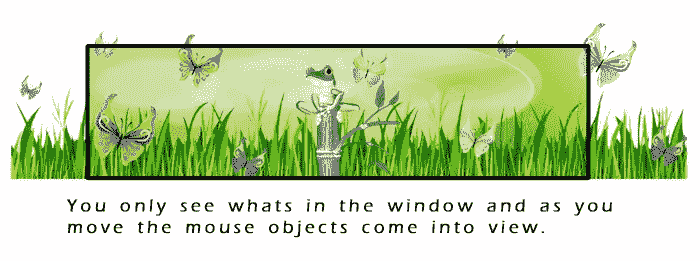 You only see whats in the window and as you
move the mouse objects come into view.